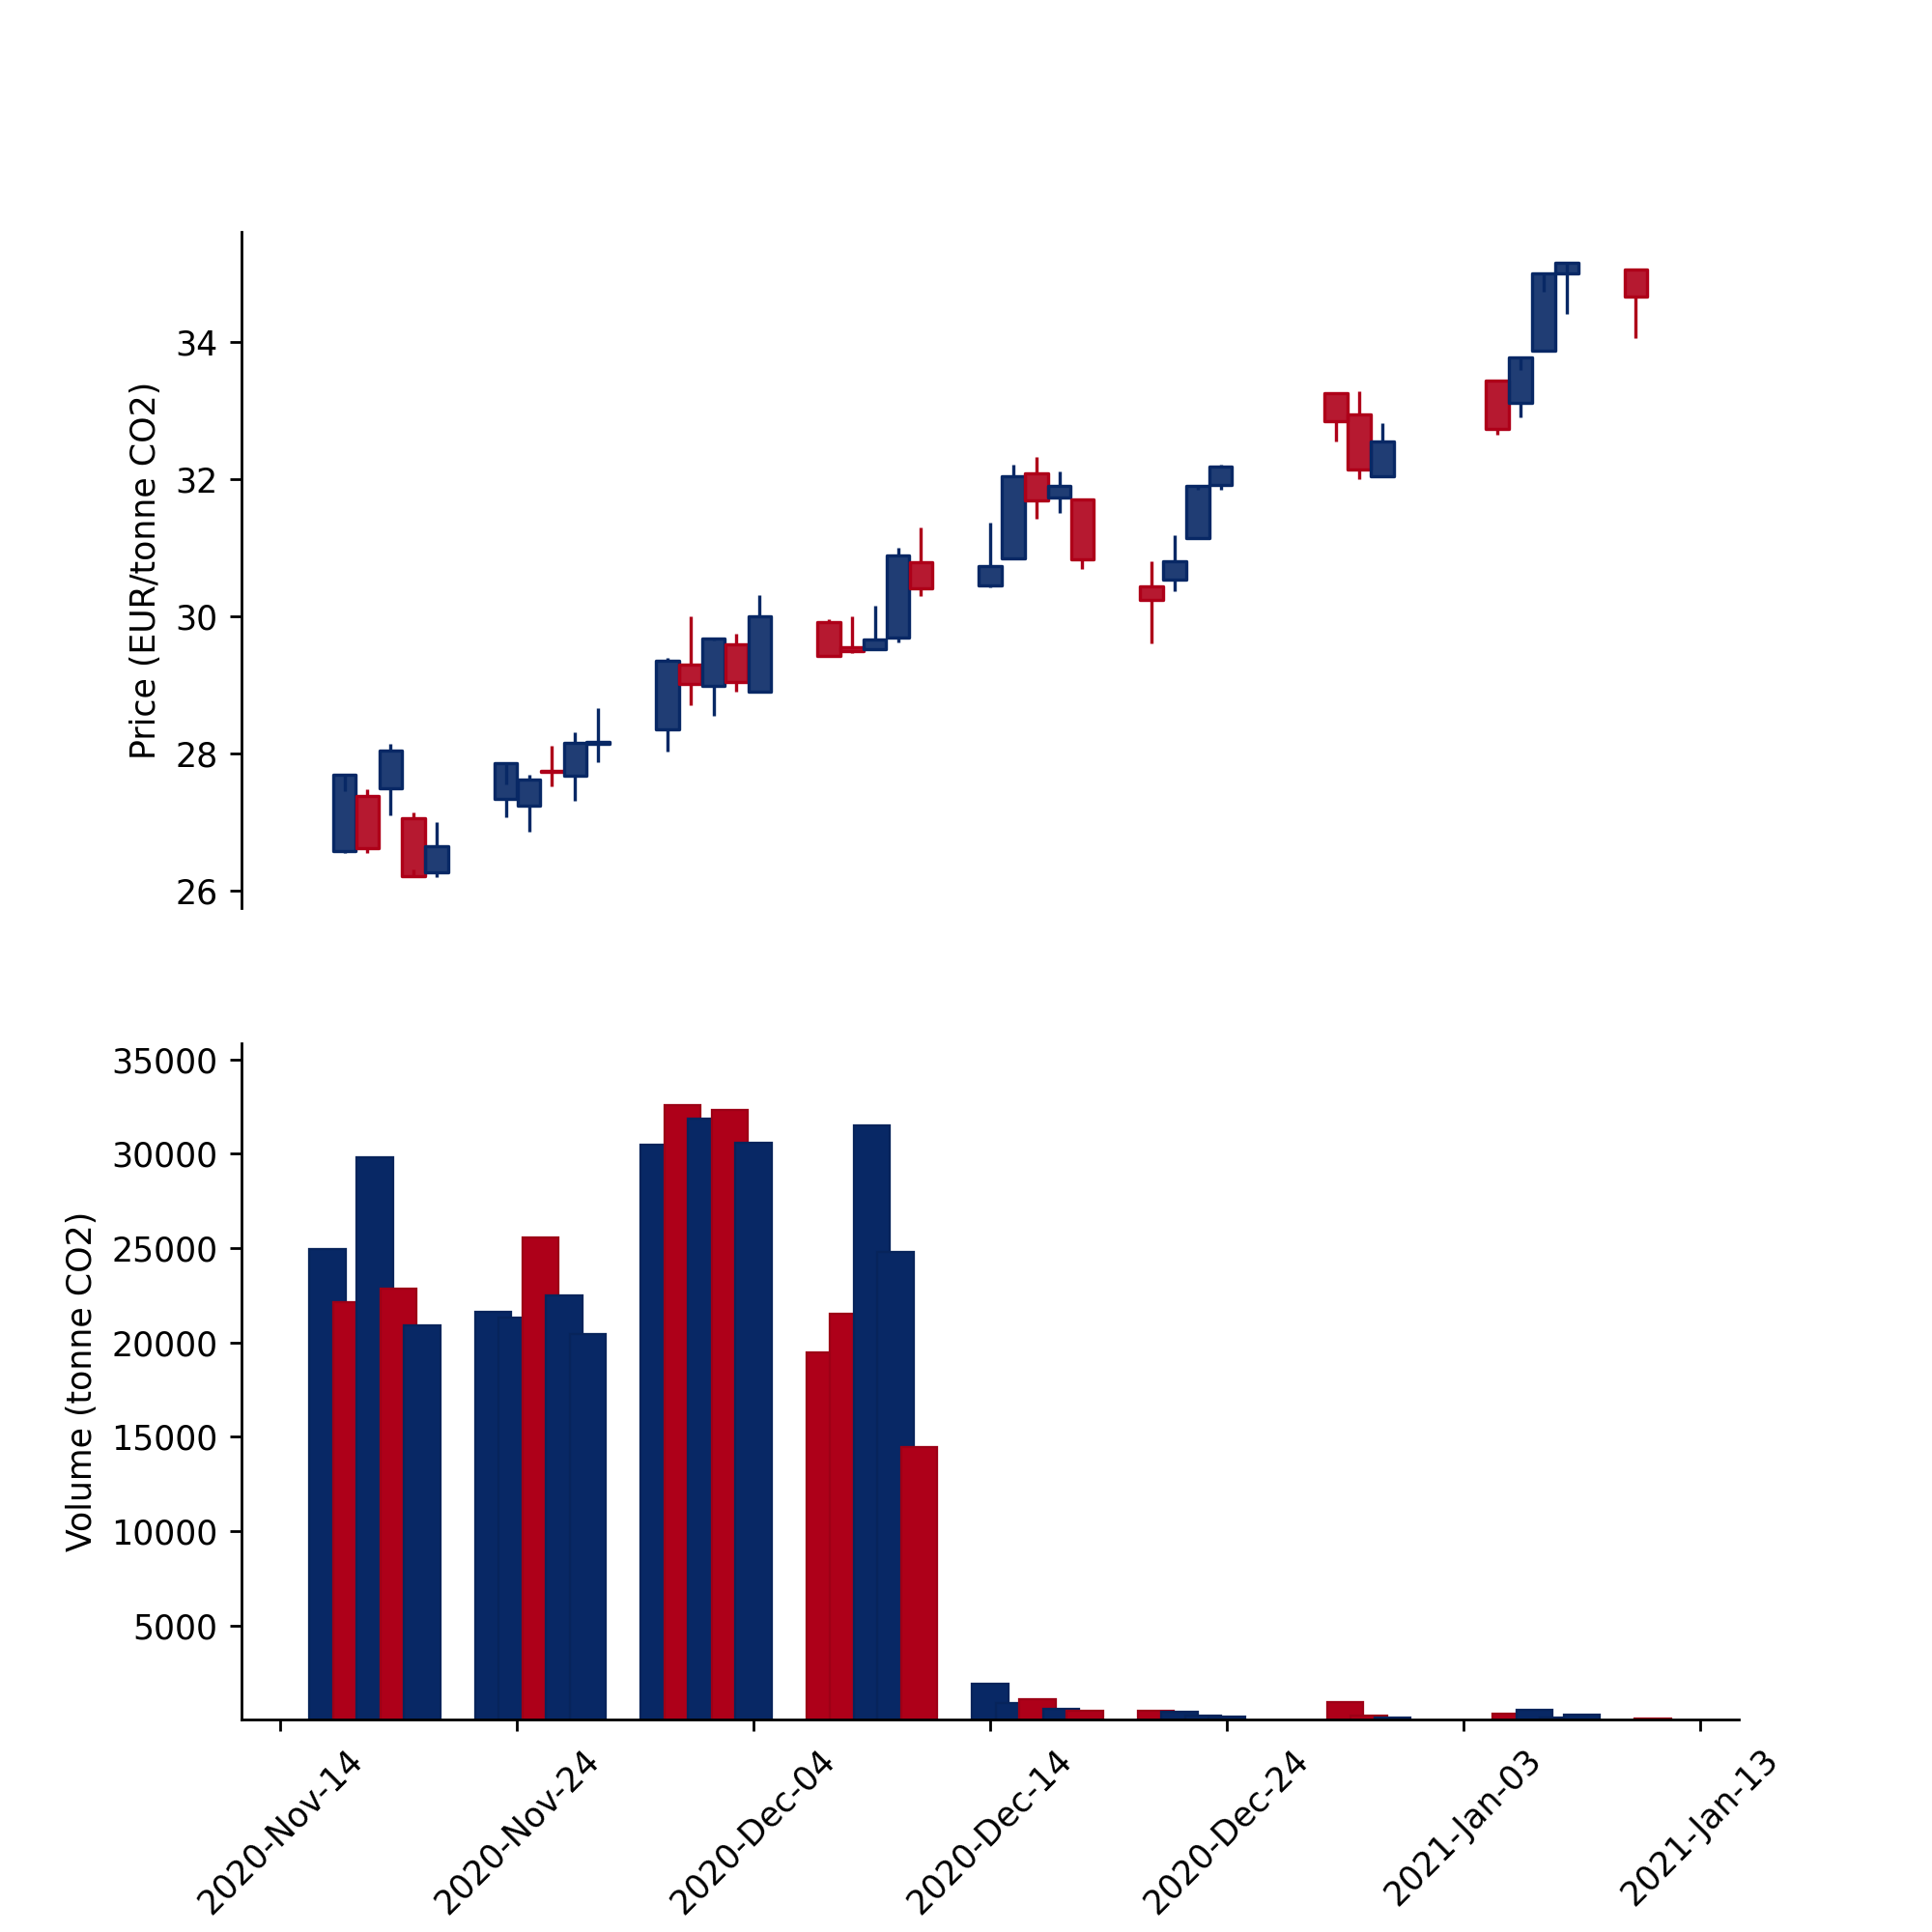 Price (EUR/tonne CO2)
34
32
30
28
26
Volume (tonne CO2)
35000
30000
25000
20000
15000
10000
5000
2020-Nov-14
2020-Nov-24
2020-Dec-04
2020-Dec-14
2020-Dec-24
2021-Jan-03
2021-Jan-13